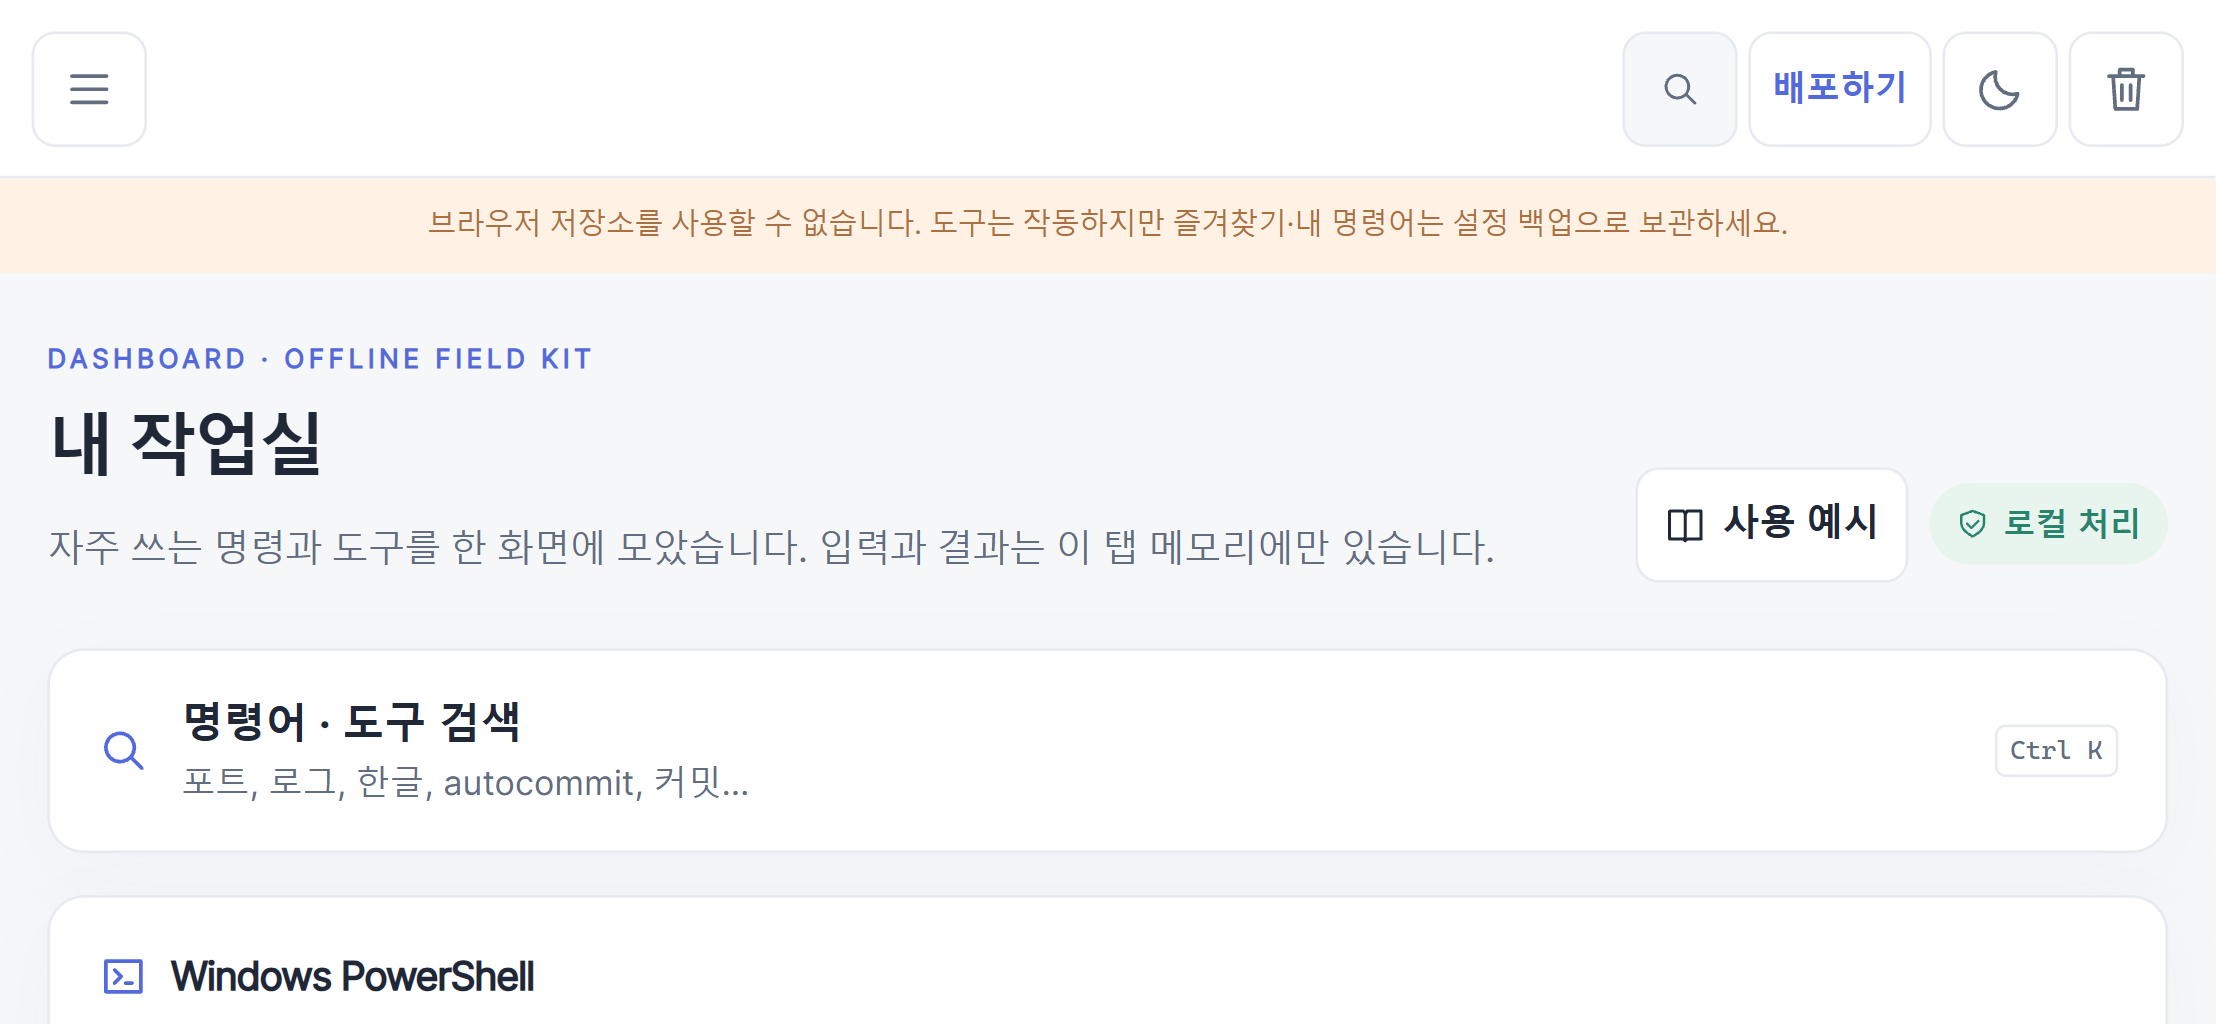 배포하기
브라우저 저장소를 사용할 수 없습니다. 도구는 작동하지만 즐겨찾기·내 명령어는 설정 백업으로 보관하세요.
DASHBOARD · OFFLINE FIELD KIT
내 작업실
자주 쓰는 명령과 도구를 한 화면에 모았습니다. 입력과 결과는 이 탭 메모리에만 있습니다.
사용 예시
로컬 처리
명령어 · 도구 검색
포트, 로그, 한글, autocommit, 커밋...
Ctrl K
Windows PowerShell